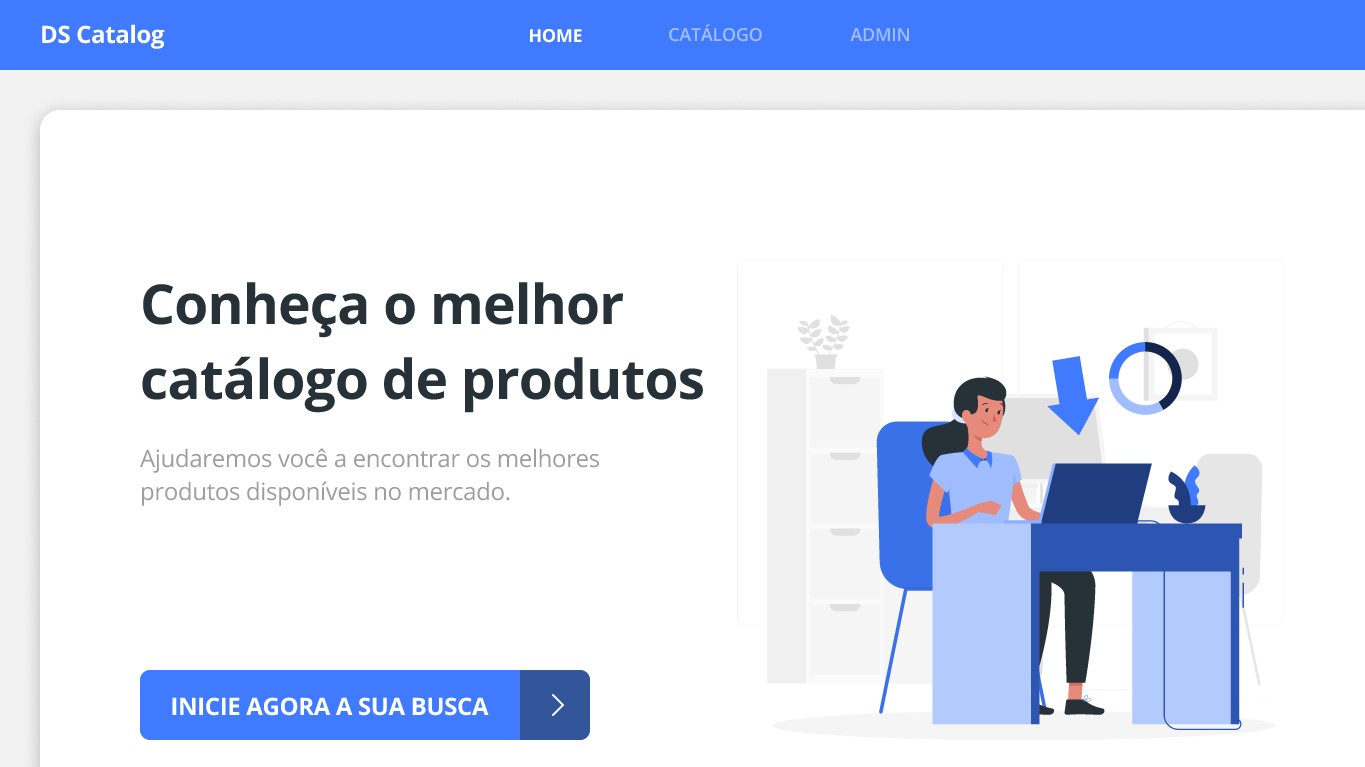 DS Catalog
HOME
CATÁLOGO
ADMIN
Conheça o melhor
catálogo de produtos
Ajudaremos você a encontrar os melhores
produtos disponíveis no mercado.
INICIE AGORA A SUA BUSCA